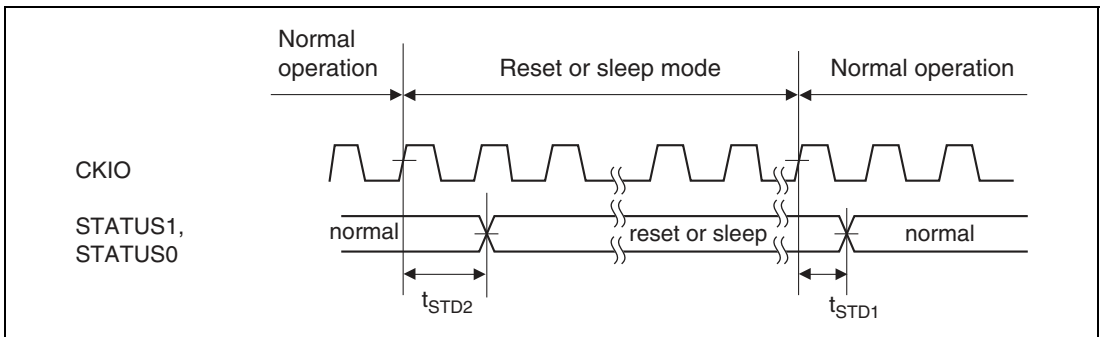 Normal
operation
Reset or sleep mode
Normal operation
CKIO
STATUS1,
STATUS0
normal
reset or sleep
normal
tSTD2
tSTD1